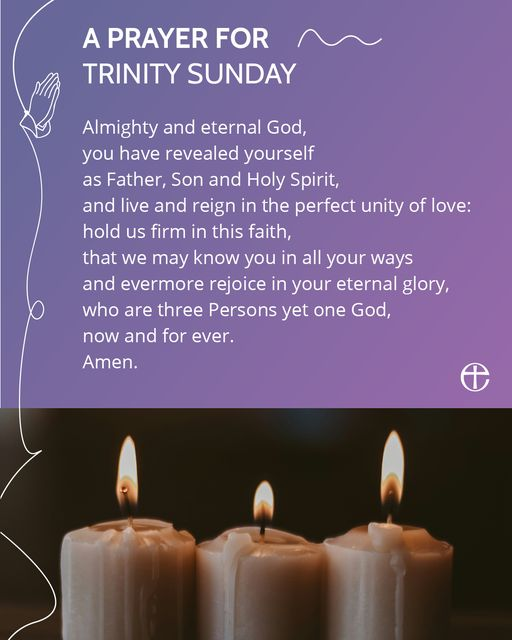 A PRAYER FOR
TRINITY SUNDAY
Almighty and eternal God,
you have revealed yourself
as Father, Son and Holy Spirit,
and live and reign in the perfect unity of love:
hold us firm in this faith,
that we may know you in all your ways
and evermore rejoice in your eternal glory,
who are three Persons yet one God,
now and for ever.
Amen.